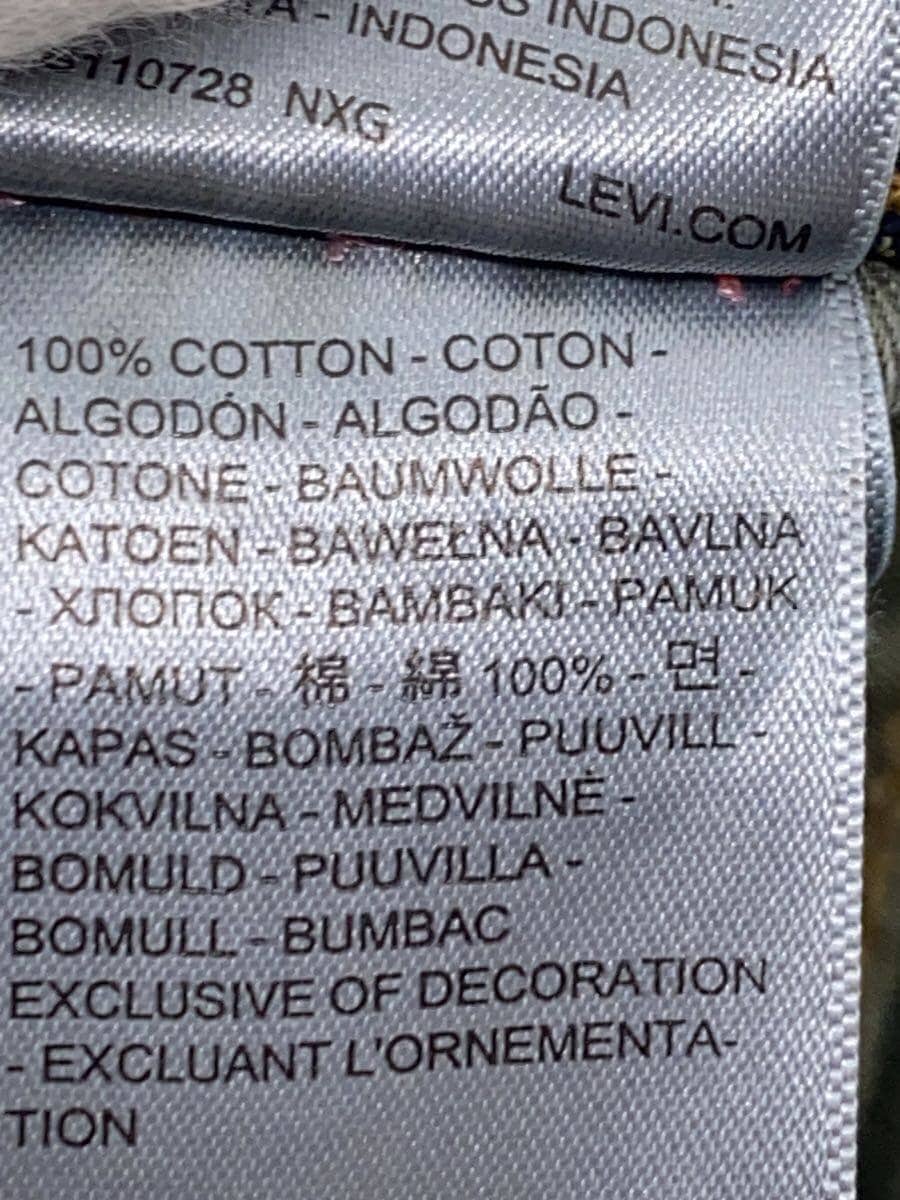 INDONESIA
- INDONESIA
110728 NXG
LEVI.COM
100% COTTON - COTON -
ALGODÓN - ALGODÃO -
COTONE - BAUMWOLLE -
KATOEN - BAWEŁNA - BAVLNA
- ХЛОПОК - BAMBAKI - PAMUK
- PAMUT - 棉 - 綿 100% - 면 -
KAPAS - BOMBAŽ - PUUVILL -
KOKVILNA - MEDVILNĖ -
BOMULD - PUUVILLA -
BOMULL - BUMBAC
EXCLUSIVE OF DECORATION
- EXCLUANT L'ORNEMENTA-
TION